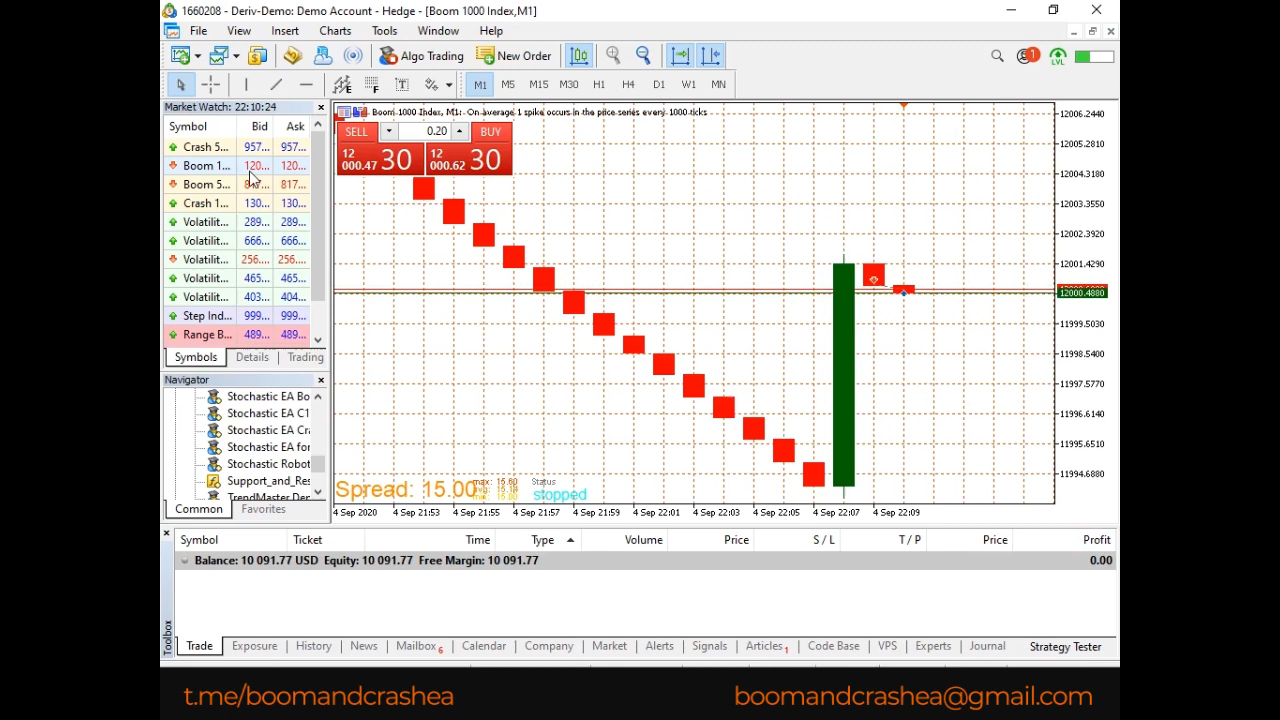 1660208 - Deriv-Demo: Demo Account - Hedge - [Boom 1000 Index,M1]
File View Insert Charts Tools Window Help
Algo Trading New Order 1 LVL
F T M1 M5 M15 M30 H1 H4 D1 W1 MN
Market Watch: 22:10:24
Symbol Bid Ask
Crash 5... 957... 957...
Boom 1... 120... 120...
Boom 5... 817...
Crash 1... 130... 130...
Volatilit... 289... 289...
Volatilit... 666... 666...
Volatilit... 256.... 256....
Volatilit... 465... 465...
Volatilit... 403... 404...
Step Ind... 999... 999...
Range B... 489... 489...
Symbols Details Trading
Navigator
Stochastic EA Bo
Stochastic EA C1
Stochastic EA Cra
Stochastic EA for
Stochastic Robot
Support_and_Res
TrendMaster Der
Common Favorites
Boom 1000 Index, M1: On average 1 spike occurs in the price series every 1000 ticks
SELL 0.20 BUY
12 000.47 30 12 000.62 30
12006.2440
12005.2810
12004.3180
12003.3550
12002.3920
12001.4290
12000.4880
11999.5030
11998.5400
11997.5770
11996.6140
11995.6510
11994.6880
Spread: 15.00
Status
stopped
4 Sep 2020 4 Sep 21:53 4 Sep 21:55 4 Sep 21:57 4 Sep 21:59 4 Sep 22:01 4 Sep 22:03 4 Sep 22:05 4 Sep 22:07 4 Sep 22:09
Symbol Ticket Time Type Volume Price S / L T / P Price Profit
Balance: 10 091.77 USD Equity: 10 091.77 Free Margin: 10 091.77 0.00
Toolbox
Trade Exposure History News Mailbox 6 Calendar Company Market Alerts Signals Articles 1 Code Base VPS Experts Journal Strategy Tester
t.me/boomandcrashea boomandcrashea@gmail.com